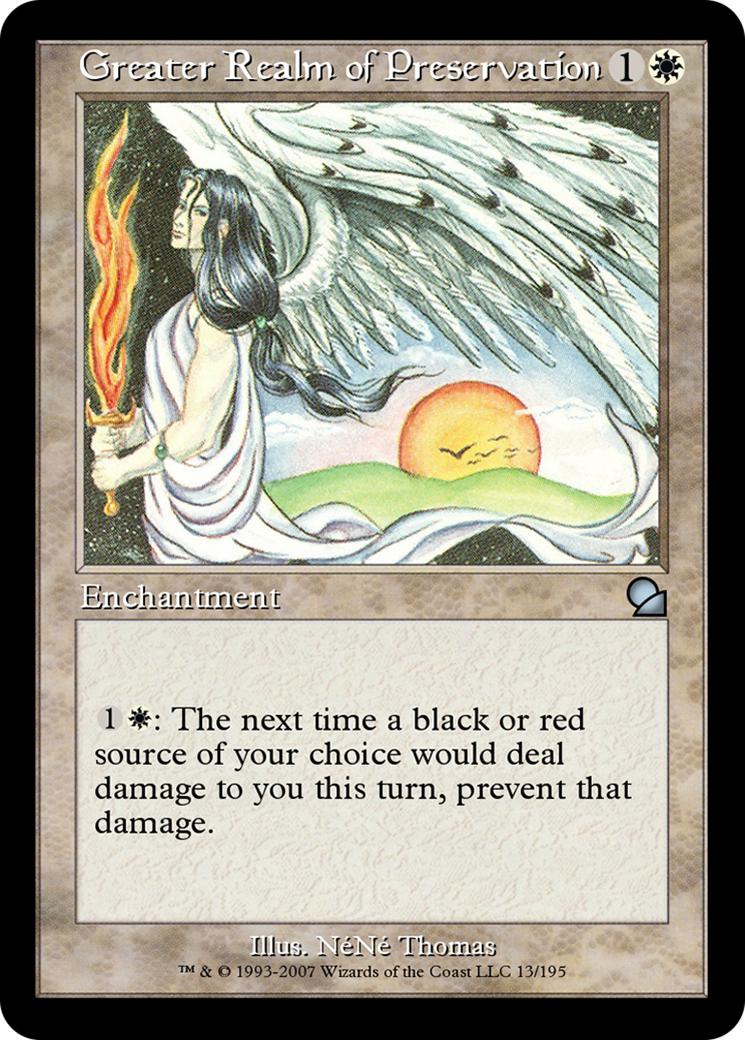 Greater Realm of Preservation 1
Enchantment
1 : The next time a black or red
source of your choice would deal
damage to you this turn, prevent that
damage.
Illus. NéNé Thomas
™ & © 1993-2007 Wizards of the Coast LLC 13/195